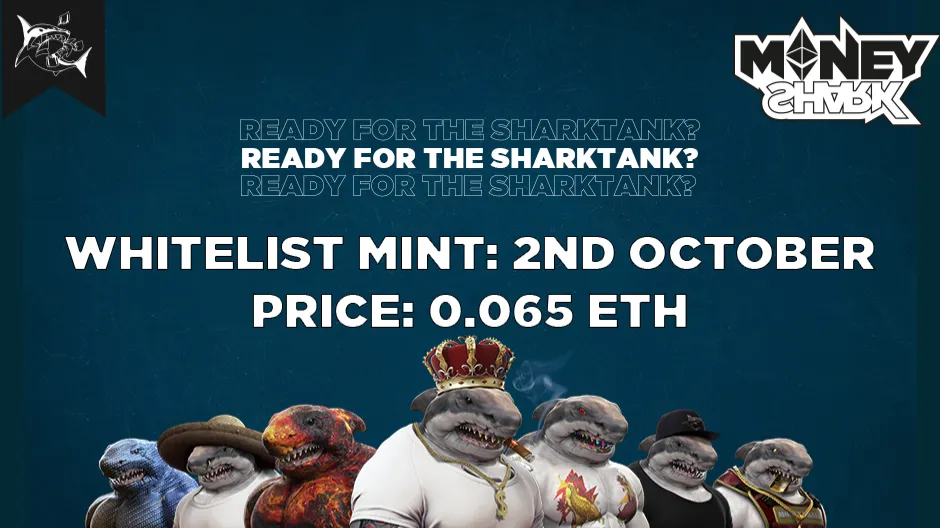 MONEY
SHARK
READY FOR THE SHARKTANK?
READY FOR THE SHARKTANK?
READY FOR THE SHARKTANK?
WHITELIST MINT: 2ND OCTOBER
PRICE: 0.065 ETH